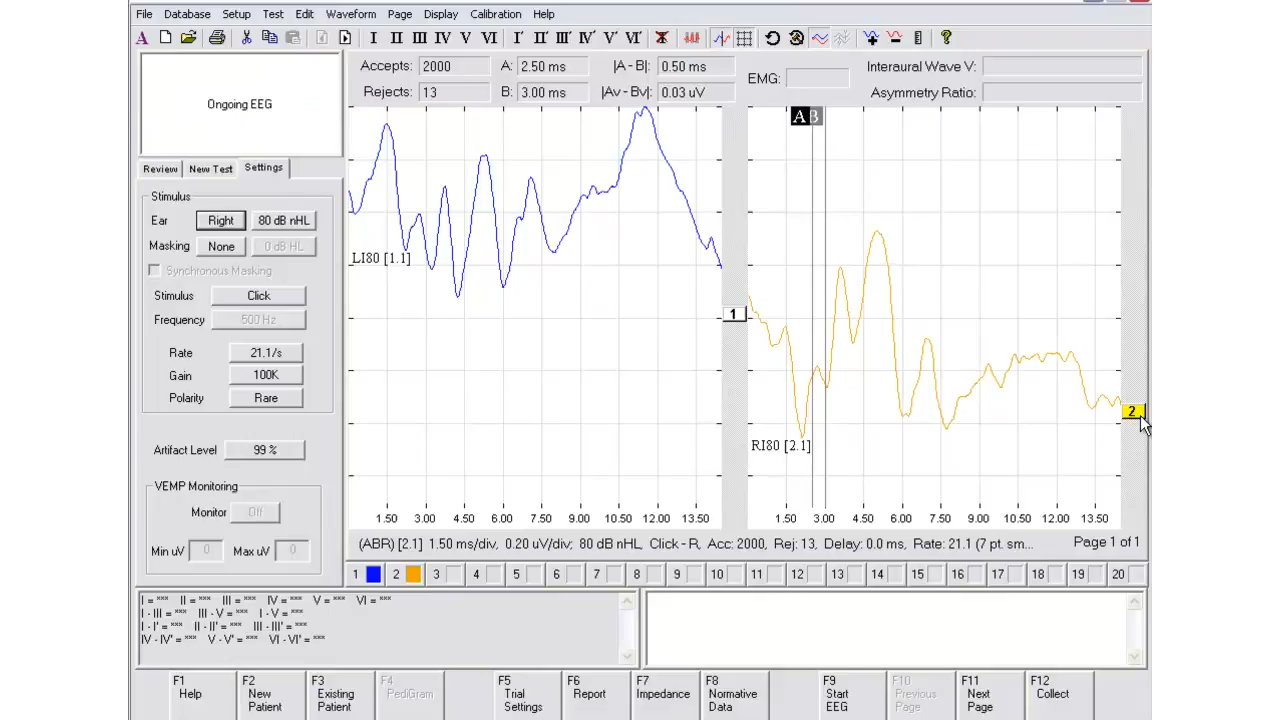 File Database Setup Test Edit Waveform Page Display Calibration Help
A I II III IV V VI I' II' III' IV' V' VI' ?
Accepts: 2000 A: 2.50 ms |A - B|: 0.50 ms EMG: Interaural Wave V:
Rejects: 13 B: 3.00 ms |Av - Bv|: 0.03 uV Asymmetry Ratio:
Ongoing EEG
A B
Review New Test Settings
Stimulus
Ear Right 80 dB nHL
Masking None 0 dB HL
Synchronous Masking
Stimulus Click
Frequency 500 Hz
Rate 21.1/s
Gain 100K
Polarity Rare
Artifact Level 99 %
VEMP Monitoring
Monitor Off
Min uV 0 Max uV 0
LI80 [1.1]
1
2
RI80 [2.1]
1.50 3.00 4.50 6.00 7.50 9.00 10.50 12.00 13.50
1.50 3.00 4.50 6.00 7.50 9.00 10.50 12.00 13.50
(ABR) [2.1] 1.50 ms/div, 0.20 uV/div; 80 dB nHL, Click - R, Acc: 2000, Rej: 13, Delay: 0.0 ms, Rate: 21.1 (7 pt. sm... Page 1 of 1
1 2 3 4 5 6 7 8 9 10 11 12 13 14 15 16 17 18 19 20
I = *** II = *** III = *** IV = *** V = *** VI = ***
I - III = *** III - V = *** I - V = ***
I - I' = *** II - II' = *** III - III' = ***
IV - IV' = *** V - V' = *** VI - VI' = ***
F1 Help
F2 New Patient
F3 Existing Patient
F4 PediGram
F5 Trial Settings
F6 Report
F7 Impedance
F8 Normative Data
F9 Start EEG
F10 Previous Page
F11 Next Page
F12 Collect